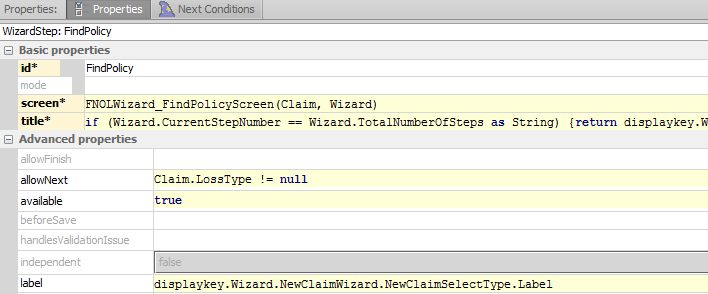 Properties: Properties Next Conditions
WizardStep: FindPolicy
Basic properties
id* FindPolicy
mode
screen* FNOLWizard_FindPolicyScreen(Claim, Wizard)
title* if (Wizard.CurrentStepNumber == Wizard.TotalNumberOfSteps as String) {return displaykey.W
Advanced properties
allowFinish
allowNext Claim.LossType != null
available true
beforeSave
handlesValidationIssue
independent false
label displaykey.Wizard.NewClaimWizard.NewClaimSelectType.Label